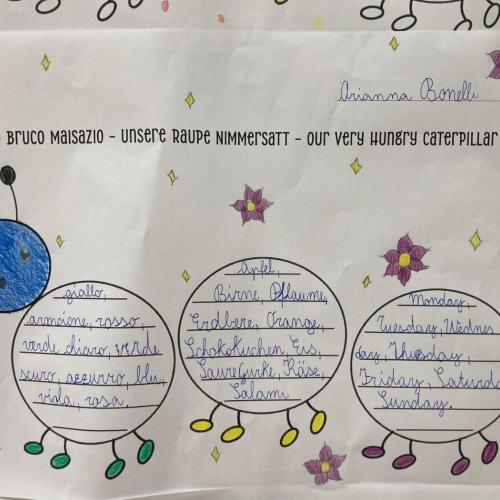 Arianna Bonelli
BRUCO MAISAZIO - UNSERE RAUPE NIMMERSATT - OUR VERY HUNGRY CATERPILLAR
giallo,
arancione, rosso,
verde chiaro, verde
scuro, azzurro, blu,
viola, rosa.
Apfel,
Birne, Pflaume,
Erdbere, Orange,
Schokokuchen, Eis,
Sauregurke, Käse,
Salami
Monday,
Tuesday, Wednes
day, Thusday,
Friday, Saturd
Sunday.